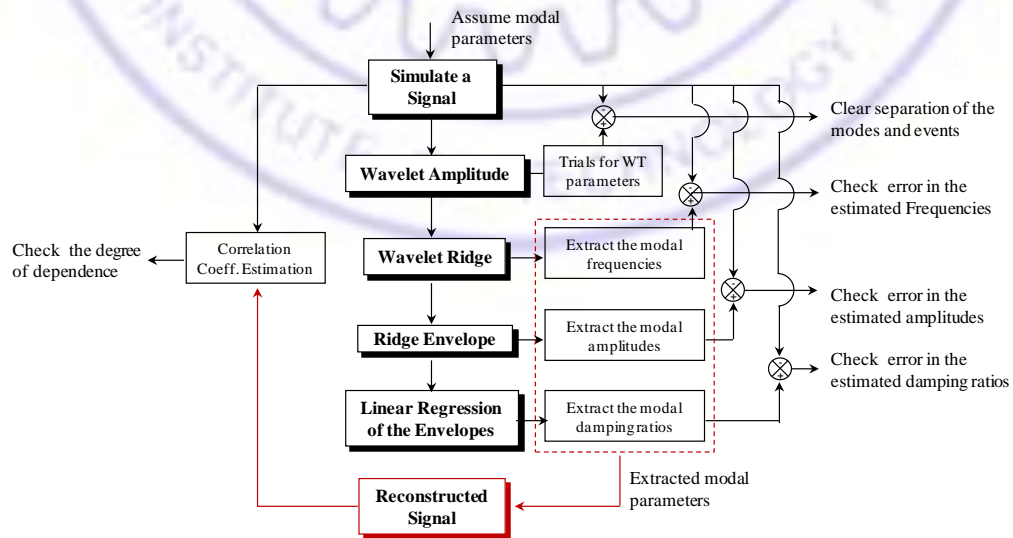 INSTITUTE
TECHNOLOGY
Assume modal
parameters
Simulate a
Signal
Clear separation of the
modes and events
Wavelet Amplitude
Trials for WT
parameters
Check error in the
estimated Frequencies
Check the degree
of dependence
Correlation
Coeff. Estimation
Wavelet Ridge
Extract the modal
frequencies
Ridge Envelope
Extract the modal
amplitudes
Check error in the
estimated amplitudes
Check error in the
estimated damping ratios
Linear Regression
of the Envelopes
Extract the modal
damping ratios
Extracted modal
parameters
Reconstructed
Signal